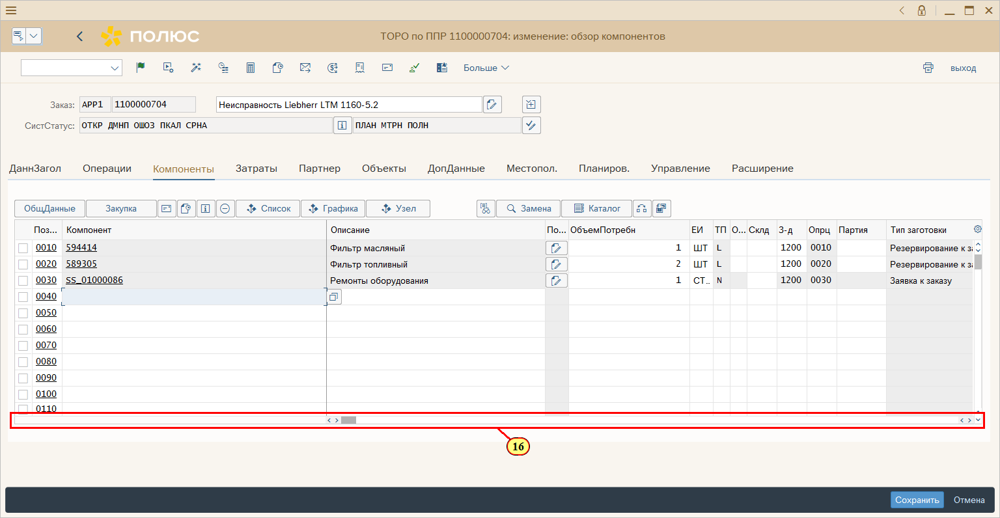 ПОЛЮС
ТОРО по ППР 1100000704: изменение: обзор компонентов
Больше
выход
Заказ: APP1 1100000704 Неисправность Liebherr LTM 1160-5.2
СистСтатус: ОТКР ДМНП ОШОЗ ПКАЛ СРНА ПЛАН МТРН ПОЛН
ДаннЗагол Операции Компоненты Затраты Партнер Объекты ДопДанные Местопол. Планиров. Управление Расширение
ОбщДанные Закупка Список Графика Узел Замена Каталог
Поз... Компонент Описание По... ОбъемПотребн ЕИ ТП О... Склд З-д Опрц Партия Тип заготовки
0010 594414 Фильтр масляный 1 ШТ L 1200 0010 Резервирование к за
0020 589305 Фильтр топливный 2 ШТ L 1200 0020 Резервирование к за
0030 SS_01000086 Ремонты оборудования 1 СТ... N 1200 0030 Заявка к заказу
0040
0050
0060
0070
0080
0090
0100
0110
16
Сохранить Отмена